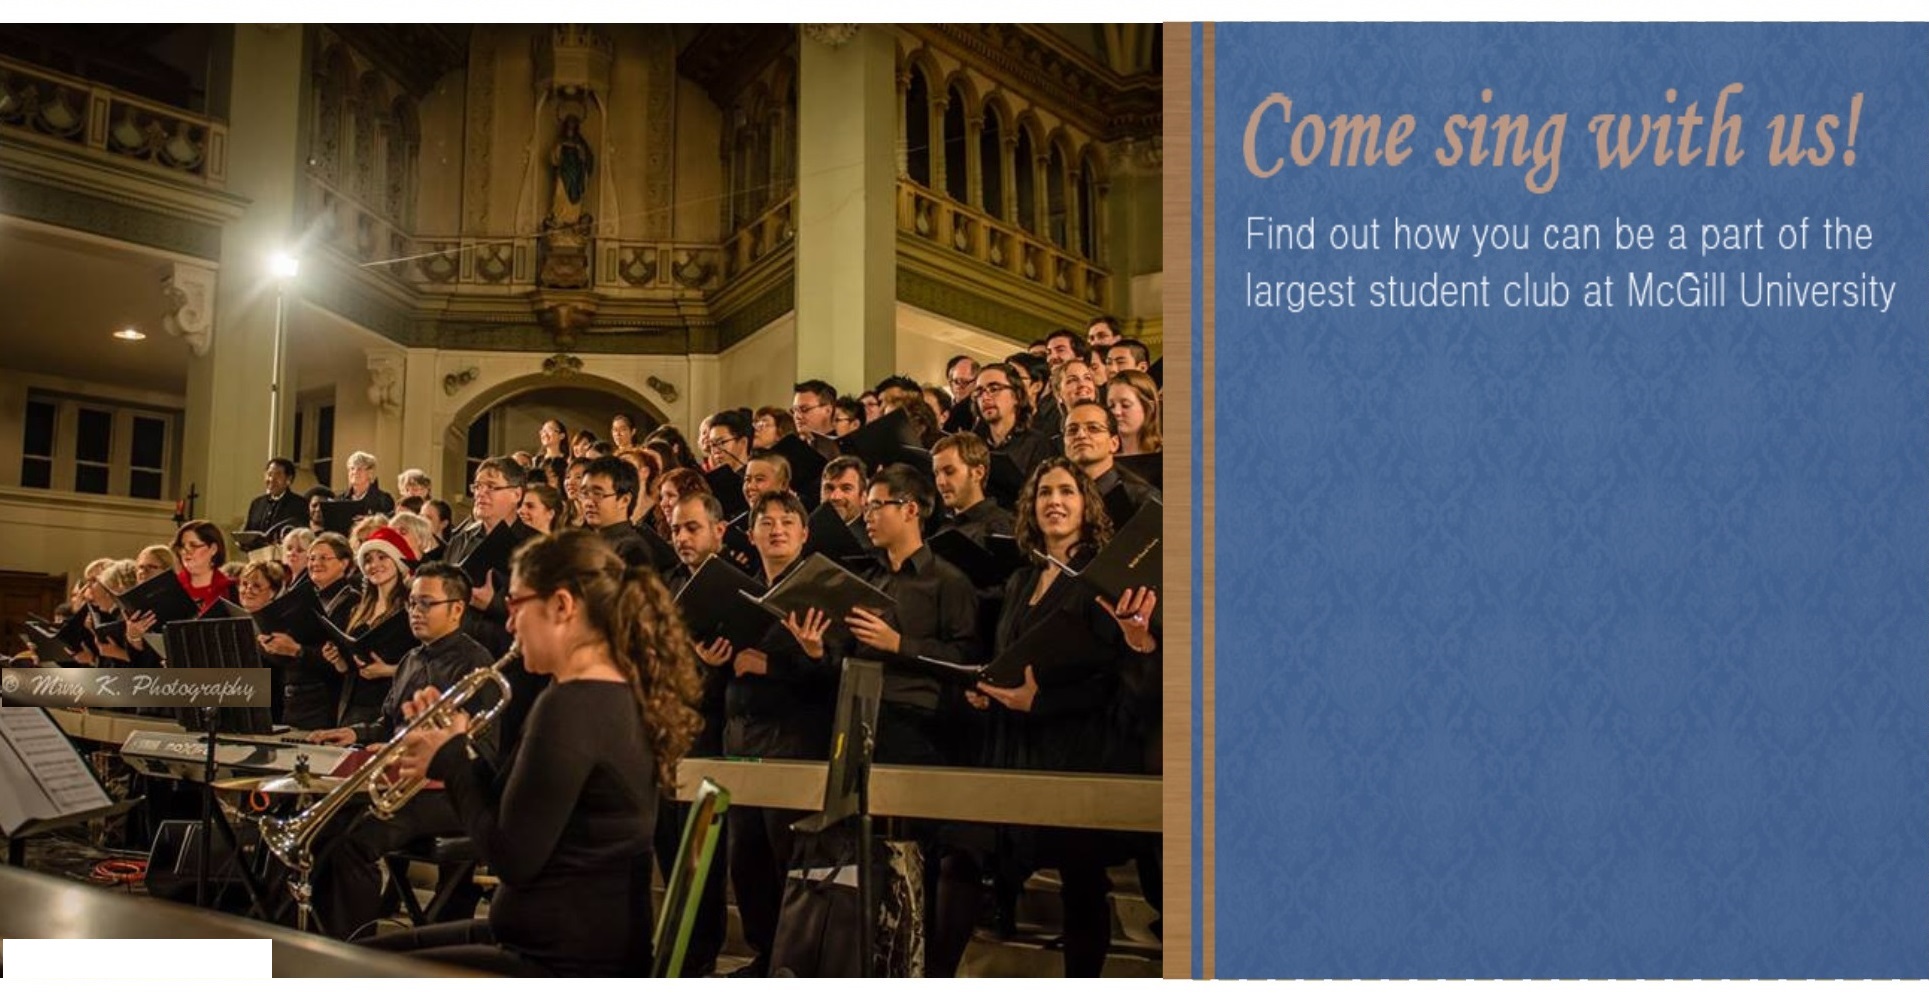 Come sing with us!
Find out how you can be a part of the
largest student club at McGill University
© Ming K. Photography